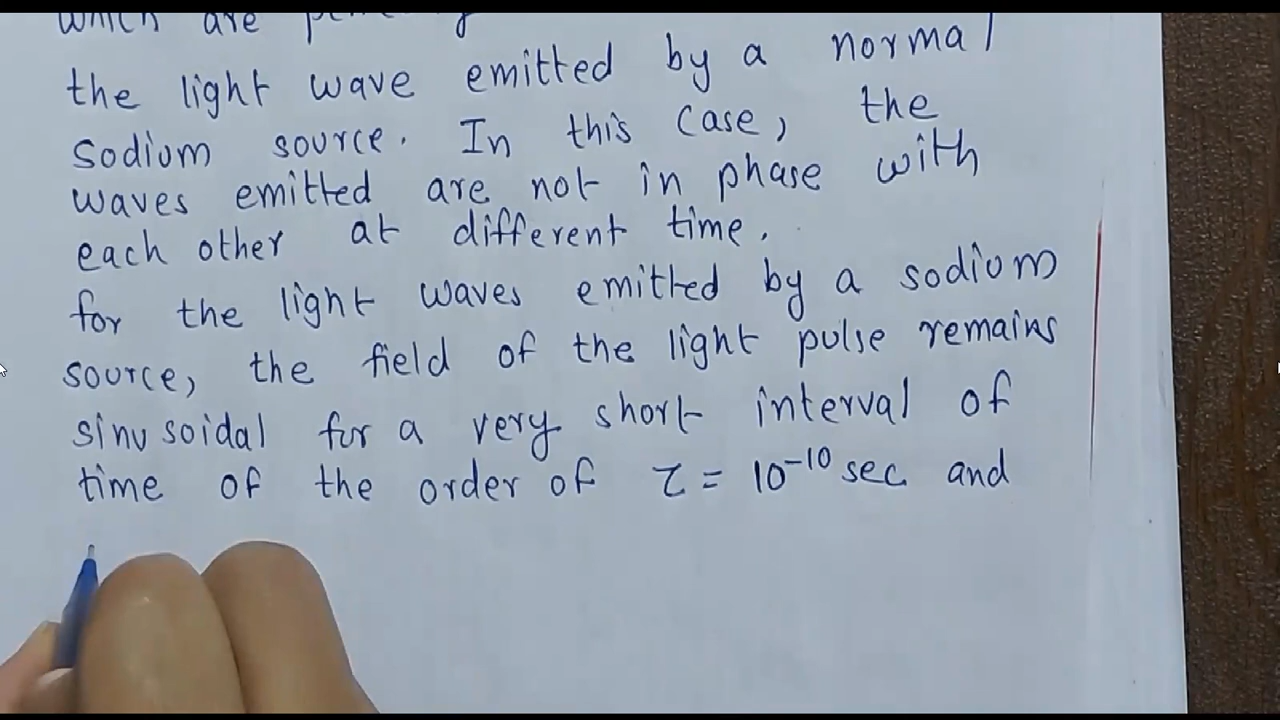 which are
the light wave emitted by a normal
sodium source. In this case, the
waves emitted are not in phase with
each other at different time.
for the light waves emitted by a sodium
source, the field of the light pulse remains
sinusoidal for a very short interval of
time of the order of τ = 10⁻¹⁰ sec and